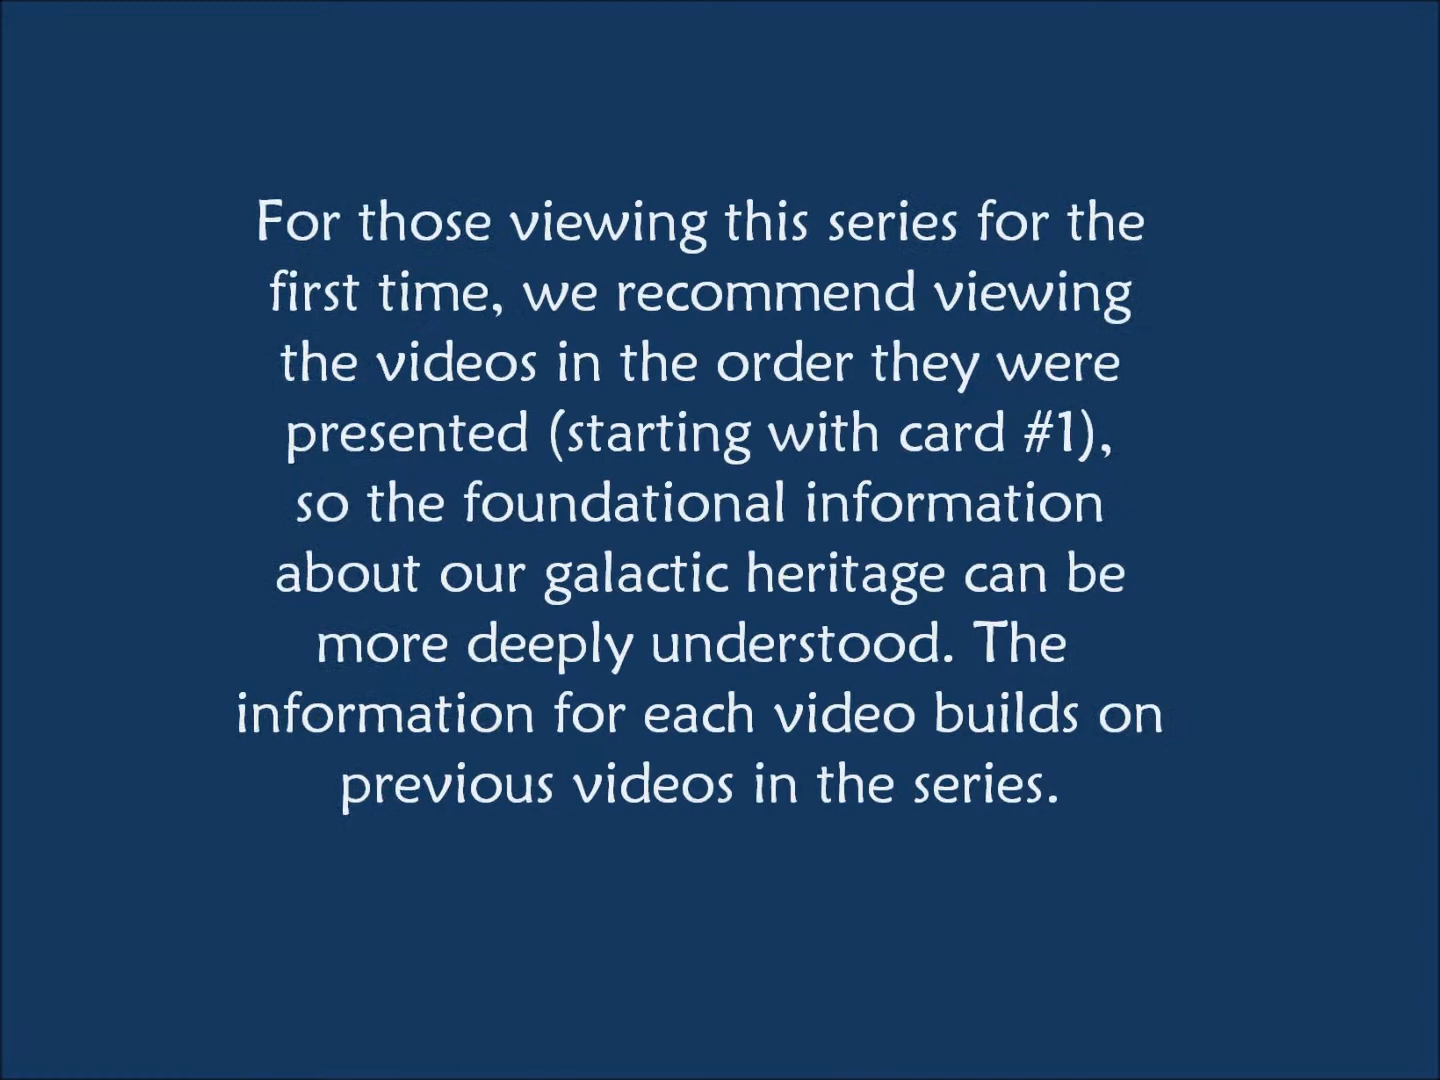 For those viewing this series for the
first time, we recommend viewing
the videos in the order they were
presented (starting with card #1),
so the foundational information
about our galactic heritage can be
more deeply understood. The
information for each video builds on
previous videos in the series.